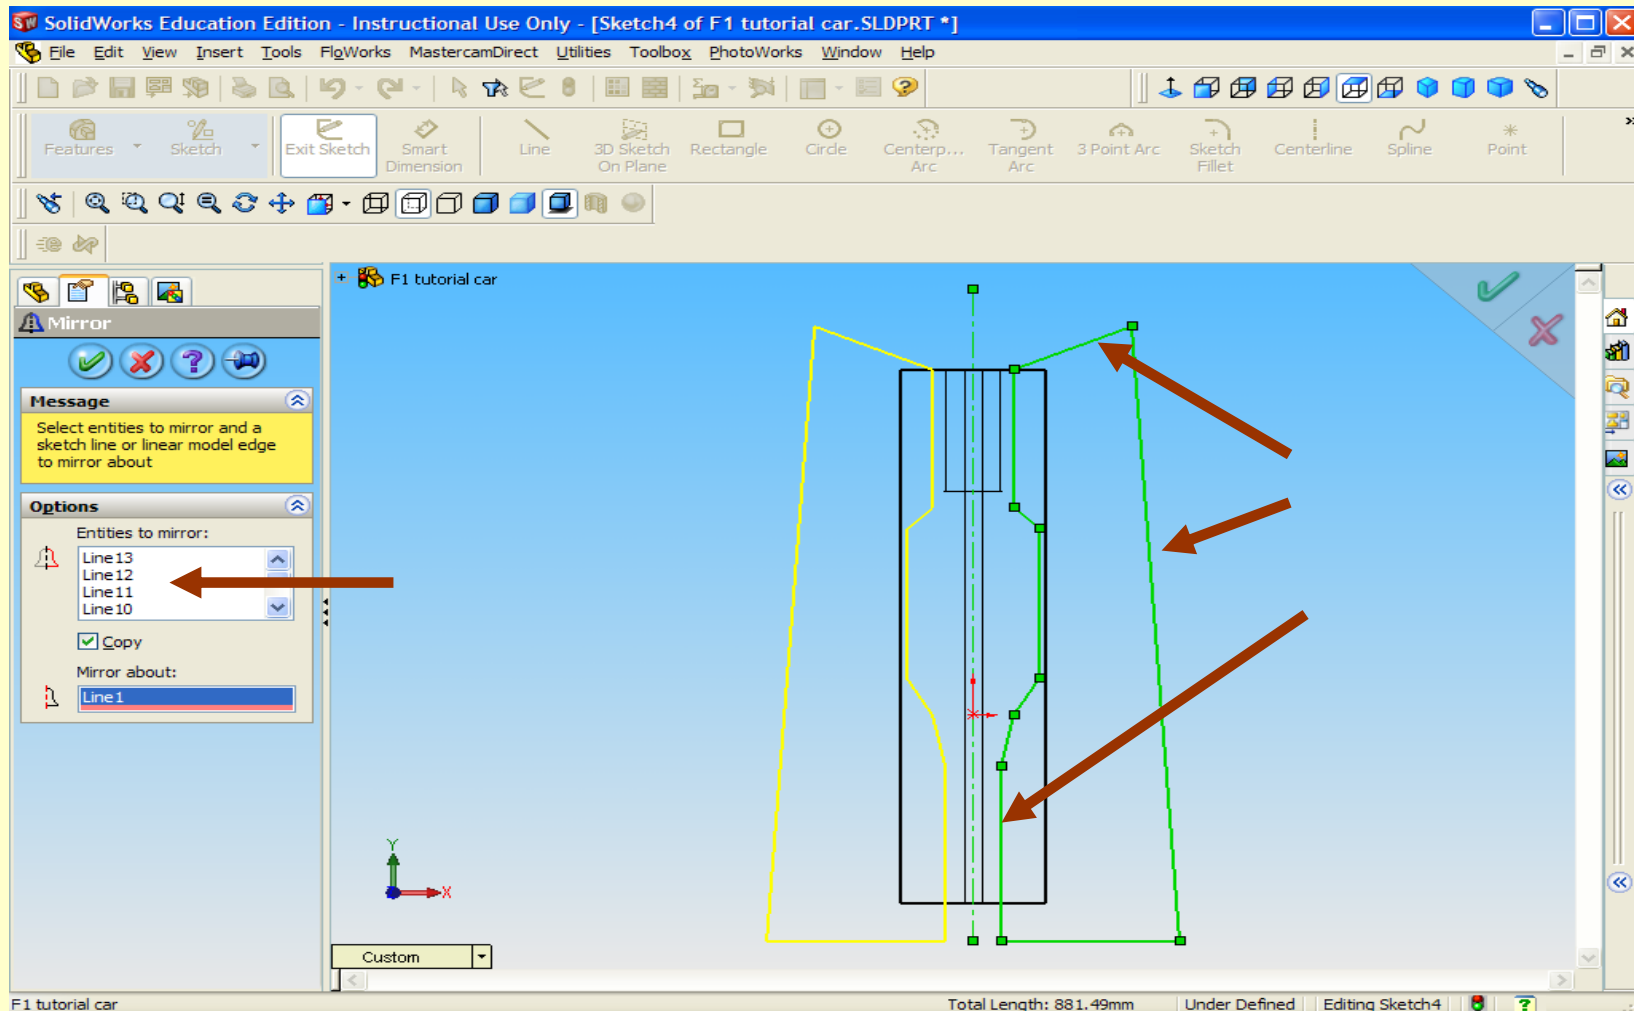 SolidWorks Education Edition - Instructional Use Only - [Sketch4 of F1 tutorial car.SLDPRT *]
File Edit View Insert Tools FloWorks MastercamDirect Utilities Toolbox PhotoWorks Window Help
Features Sketch Exit Sketch Smart Dimension Line 3D Sketch On Plane Rectangle Circle Centerp... Arc Tangent Arc 3 Point Arc Sketch Fillet Centerline Spline Point
F1 tutorial car
Mirror
Message
Select entities to mirror and a
sketch line or linear model edge
to mirror about
Options
Entities to mirror:
Line13
Line12
Line11
Line10
Copy
Mirror about:
Line1
Y
X
Custom
F1 tutorial car Total Length: 881.49mm Under Defined Editing Sketch4